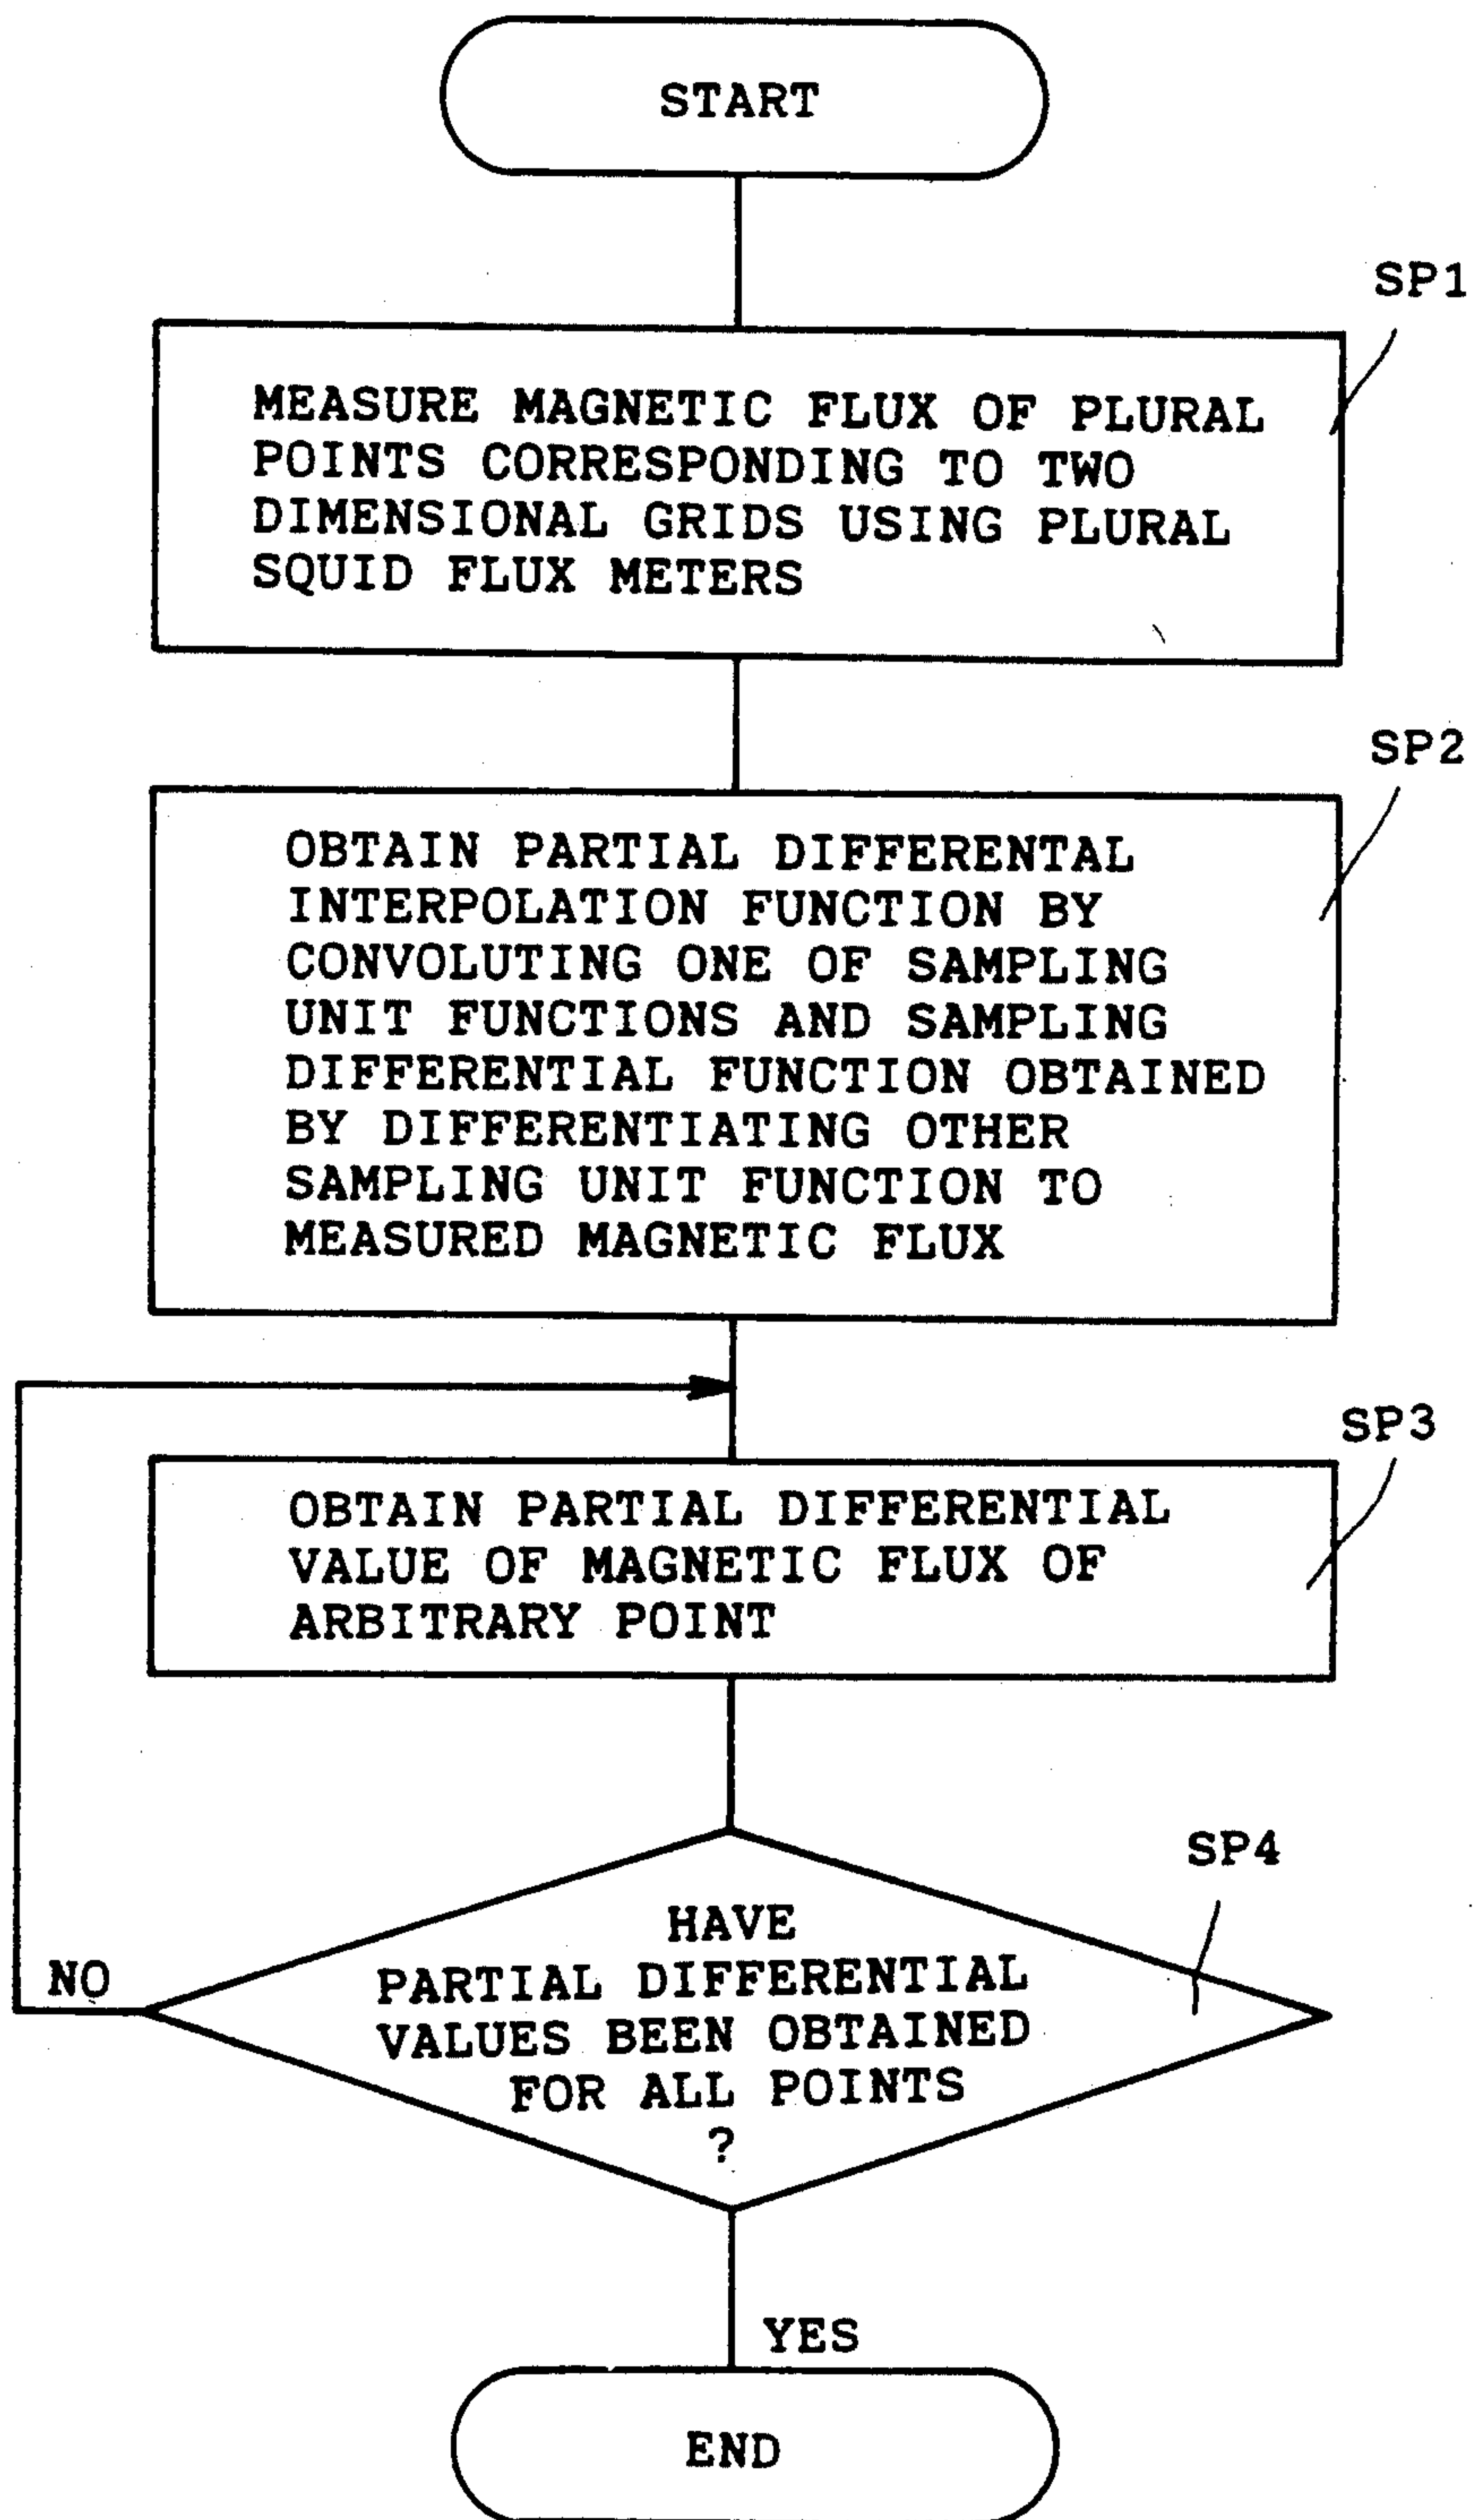 START
SP1
MEASURE MAGNETIC FLUX OF PLURAL
POINTS CORRESPONDING TO TWO
DIMENSIONAL GRIDS USING PLURAL
SQUID FLUX METERS
SP2
OBTAIN PARTIAL DIFFERENTAL
INTERPOLATION FUNCTION BY
CONVOLUTING ONE OF SAMPLING
UNIT FUNCTIONS AND SAMPLING
DIFFERENTIAL FUNCTION OBTAINED
BY DIFFERENTIATING OTHER
SAMPLING UNIT FUNCTION TO
MEASURED MAGNETIC FLUX
SP3
OBTAIN PARTIAL DIFFERENTIAL
VALUE OF MAGNETIC FLUX OF
ARBITRARY POINT
SP4
HAVE
PARTIAL DIFFERENTIAL
VALUES BEEN OBTAINED
FOR ALL POINTS
?
NO
YES
END